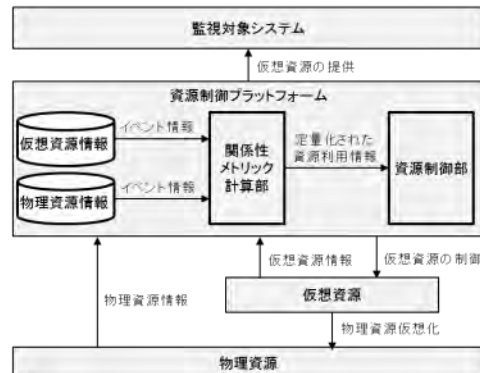 監視対象システム
仮想資源の提供
資源制御プラットフォーム
イベント情報
仮想資源情報
イベント情報
物理資源情報
関係性
メトリック
計算部
定量化された
資源利用情報
資源制御部
仮想資源情報
仮想資源の制御
物理資源情報
仮想資源
物理資源仮想化
物理資源